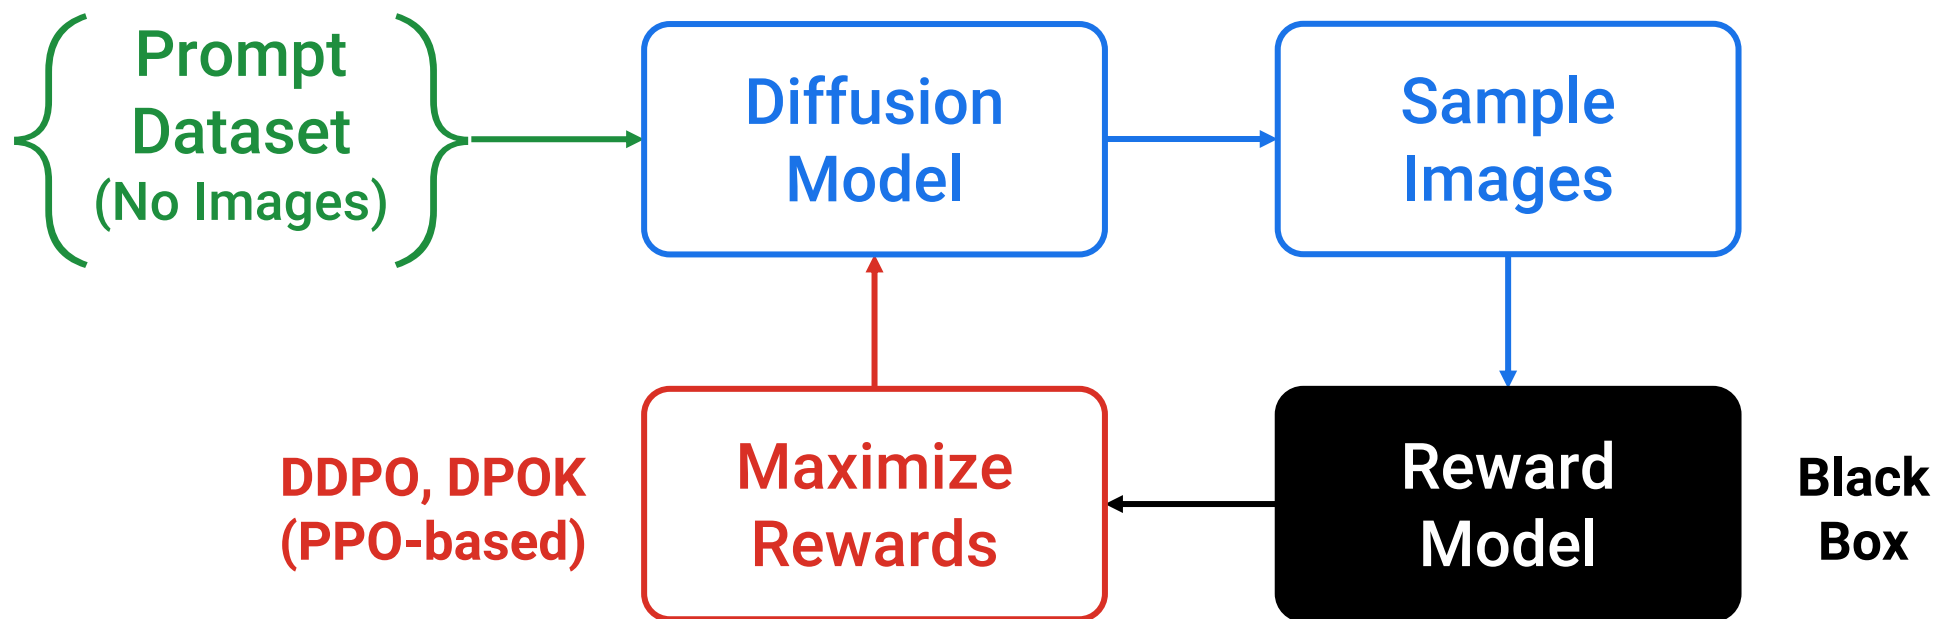 Prompt
Dataset
(No Images)
Diffusion
Model
Sample
Images
DDPO, DPOK
(PPO-based)
Maximize
Rewards
Reward
Model
Black
Box